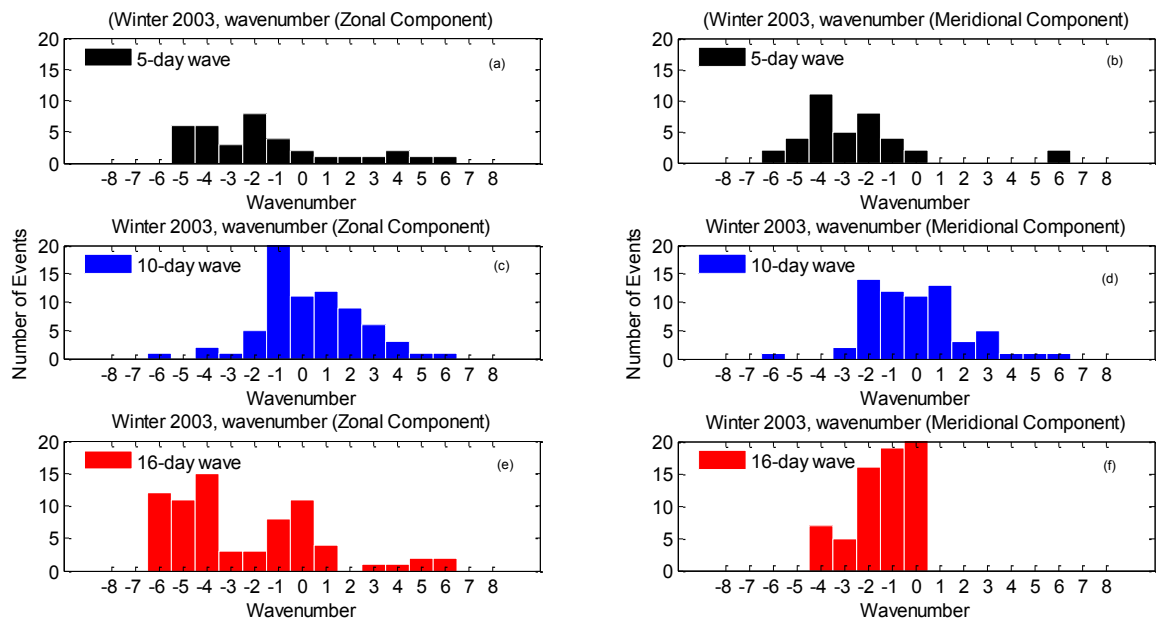 (Winter 2003, wavenumber (Zonal Component)
20
15
10
5
0
5-day wave
(a)
-8 -7 -6 -5 -4 -3 -2 -1 0 1 2 3 4 5 6 7 8
Wavenumber
(Winter 2003, wavenumber (Meridional Component)
20
15
10
5
0
5-day wave
(b)
-8 -7 -6 -5 -4 -3 -2 -1 0 1 2 3 4 5 6 7 8
Wavenumber
Winter 2003, wavenumber (Zonal Component)
Number of Events
20
15
10
5
0
10-day wave
(c)
-8 -7 -6 -5 -4 -3 -2 -1 0 1 2 3 4 5 6 7 8
Wavenumber
Winter 2003, wavenumber (Meridional Component)
Number of Events
20
15
10
5
0
10-day wave
(d)
-8 -7 -6 -5 -4 -3 -2 -1 0 1 2 3 4 5 6 7 8
Wavenumber
Winter 2003, wavenumber (Zonal Component)
20
15
10
5
0
16-day wave
(e)
-8 -7 -6 -5 -4 -3 -2 -1 0 1 2 3 4 5 6 7 8
Wavenumber
Winter 2003, wavenumber (Meridional Component)
20
15
10
5
0
16-day wave
(f)
-8 -7 -6 -5 -4 -3 -2 -1 0 1 2 3 4 5 6 7 8
Wavenumber